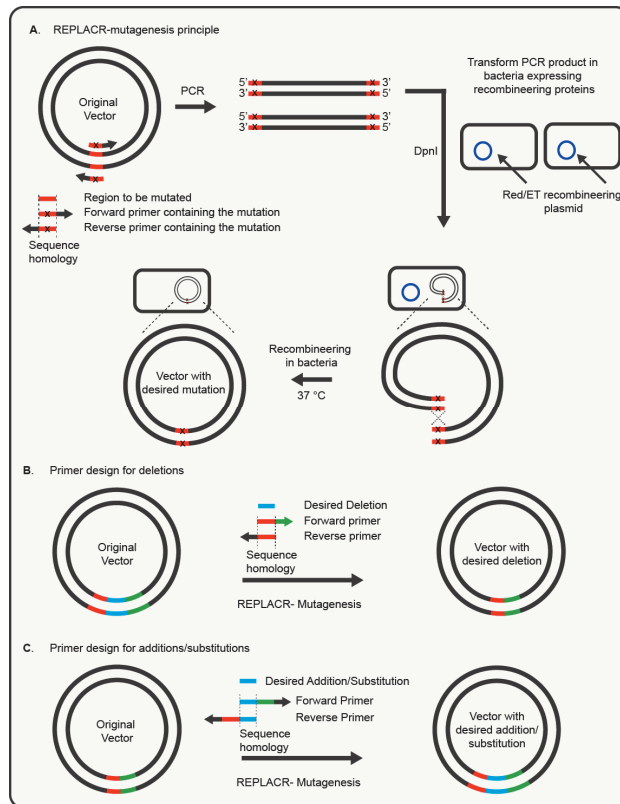 A. REPLACR-mutagenesis principle
Original
Vector
PCR
5’ 3’
3’ 5’
5’ 3’
3’ 5’
Transform PCR product in
bacteria expressing
recombineering proteins
DpnI
Red/ET recombineering
plasmid
Region to be mutated
Forward primer containing the mutation
Reverse primer containing the mutation
Sequence
homology
Vector with
desired mutation
Recombineering
in bacteria
37 °C
B. Primer design for deletions
Original
Vector
Desired Deletion
Forward primer
Reverse primer
Sequence
homology
REPLACR- Mutagenesis
Vector with
desired deletion
C. Primer design for additions/substitutions
Original
Vector
Desired Addition/Substitution
Forward Primer
Reverse Primer
Sequence
homology
REPLACR- Mutagenesis
Vector with
desired addition/
substitution